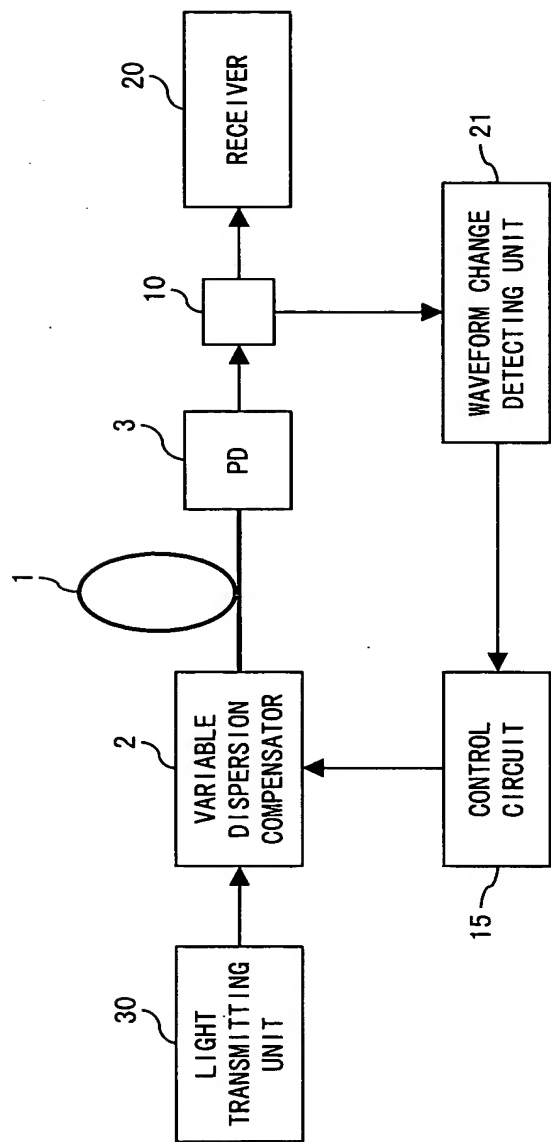 30
LIGHT
TRANSMITTING
UNIT
2
VARIABLE
DISPERSION
COMPENSATOR
1
3
PD
10
20
RECEIVER
15
CONTROL
CIRCUIT
21
WAVEFORM CHANGE
DETECTING UNIT